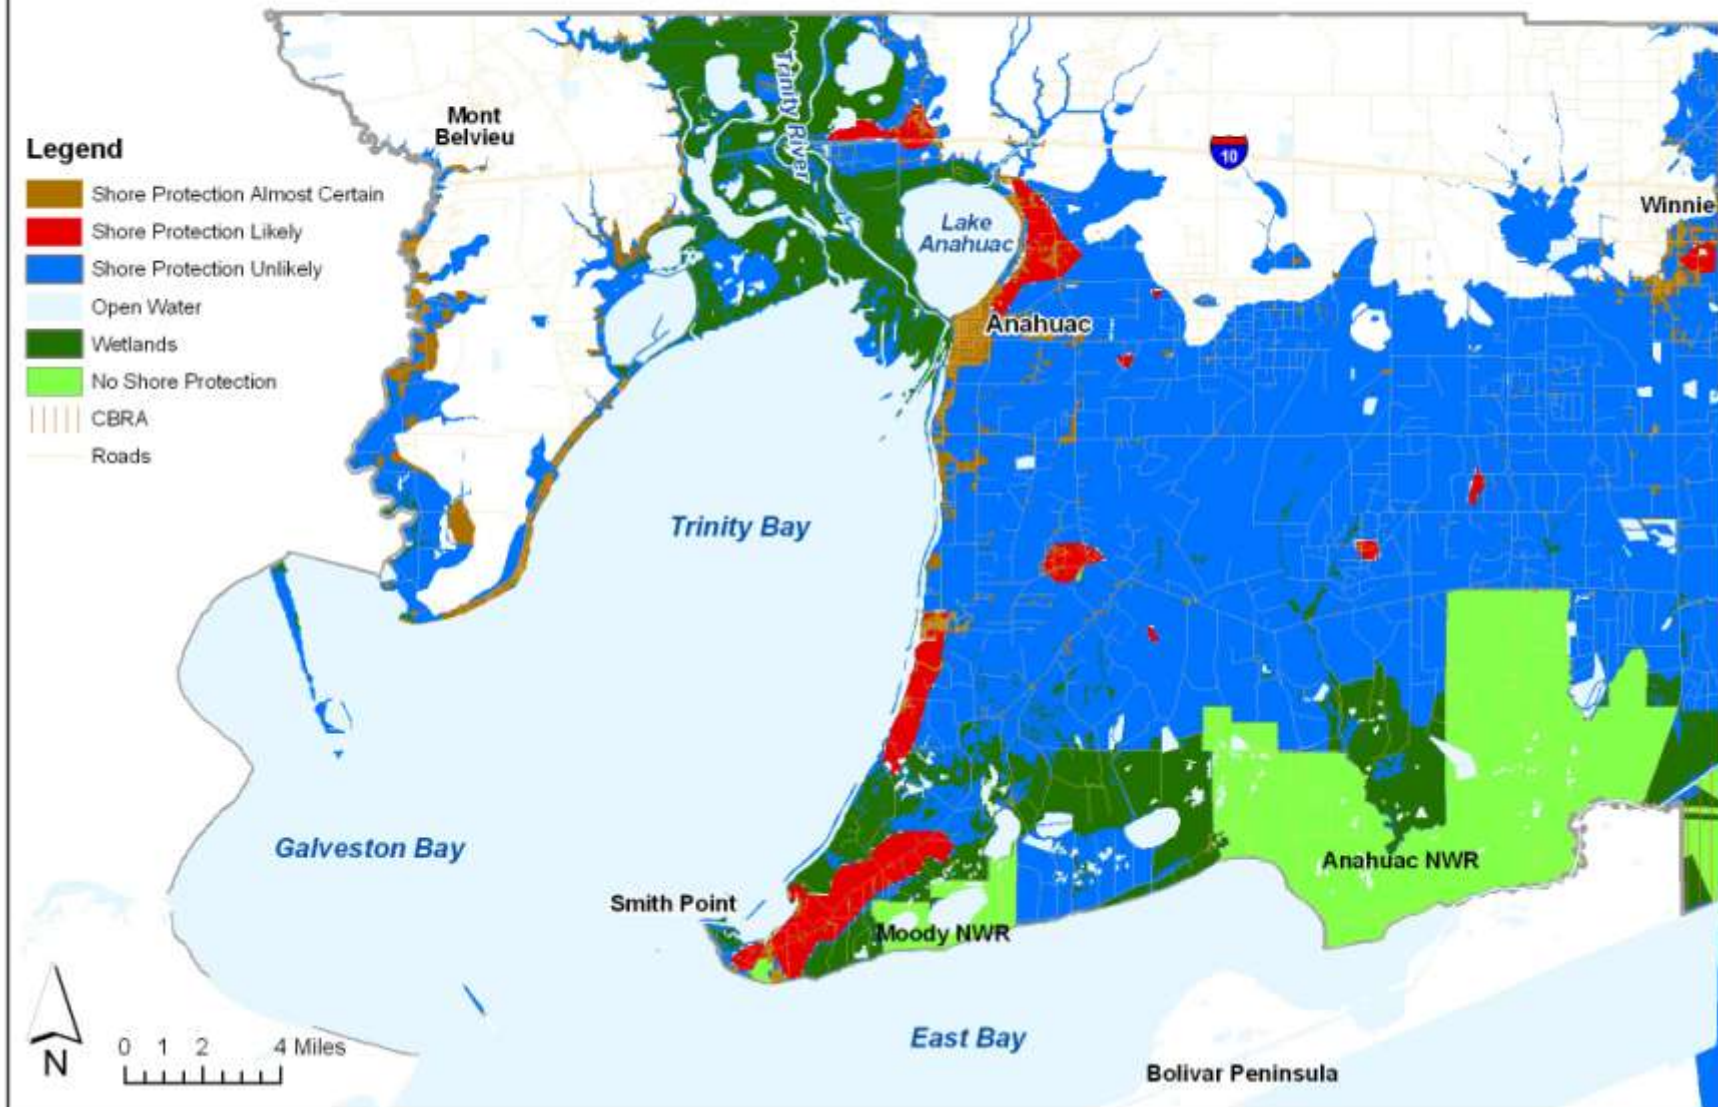 Legend
Shore Protection Almost Certain
Shore Protection Likely
Shore Protection Unlikely
Open Water
Wetlands
No Shore Protection
CBRA
Roads
Mont
Belvieu
Trinity River
10
Winnie
Lake
Anahuac
Anahuac
Trinity Bay
Galveston Bay
Smith Point
Moody NWR
Anahuac NWR
East Bay
Bolivar Peninsula
N
0 1 2 4 Miles